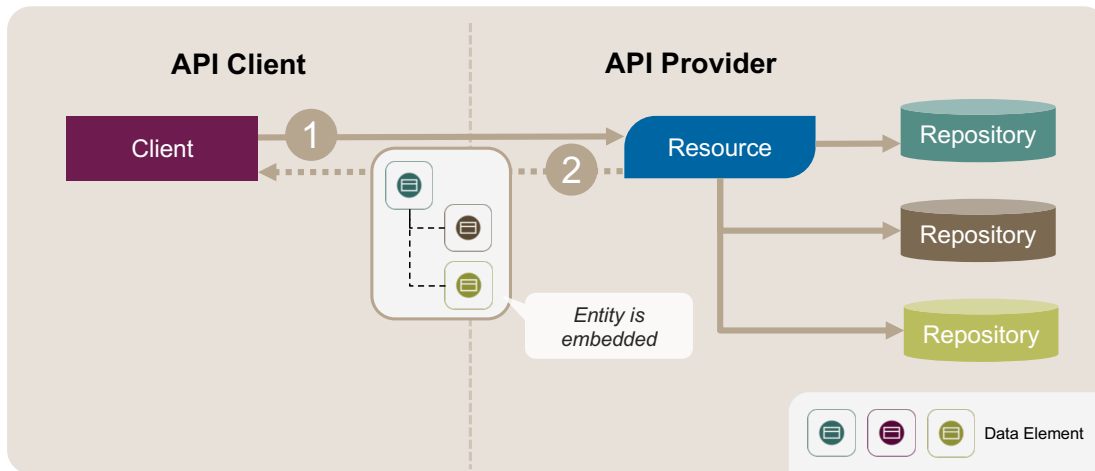 API Client
API Provider
Client
1
2
Resource
Repository
Repository
Repository
Entity is
embedded
Data Element